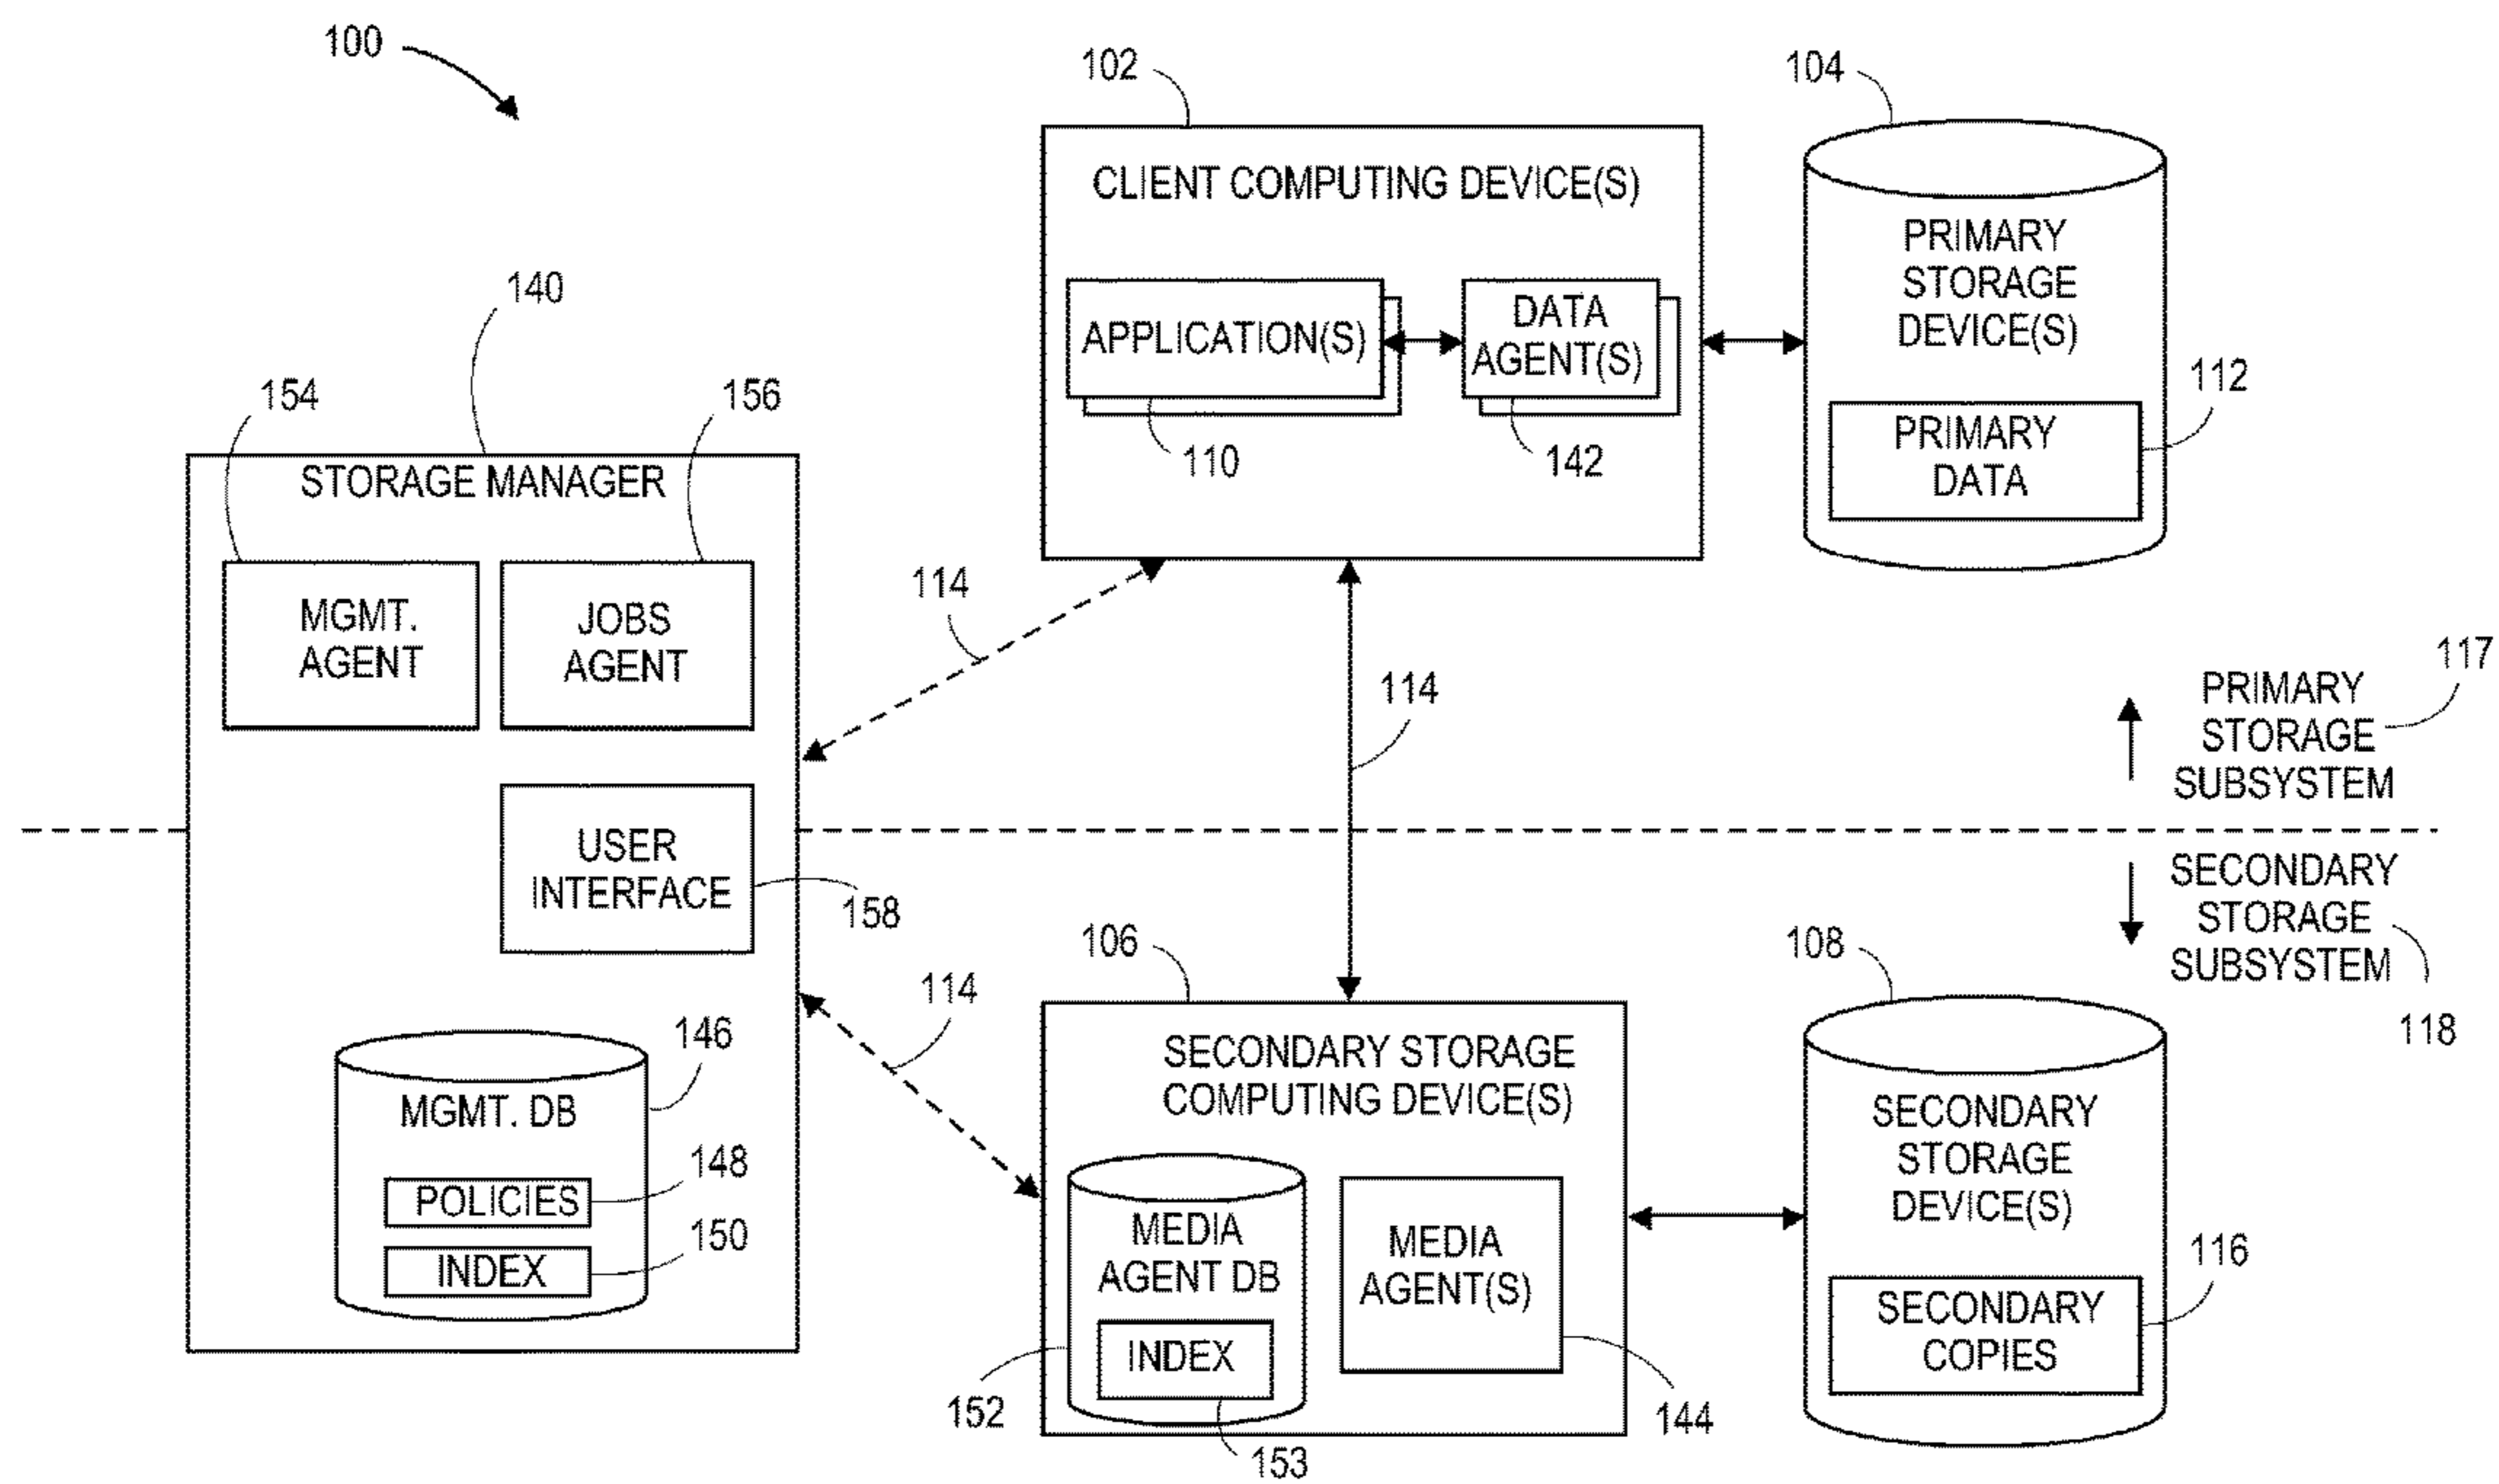 100
102
104
CLIENT COMPUTING DEVICE(S)
APPLICATION(S)
DATA
AGENT(S)
110
142
PRIMARY
STORAGE
DEVICE(S)
112
PRIMARY
DATA
140
154
156
STORAGE MANAGER
MGMT.
AGENT
JOBS
AGENT
114
114
117
PRIMARY
STORAGE
SUBSYSTEM
USER
INTERFACE
158
SECONDARY
STORAGE
SUBSYSTEM
118
114
106
108
146
MGMT. DB
148
POLICIES
150
INDEX
SECONDARY STORAGE
COMPUTING DEVICE(S)
MEDIA
AGENT DB
INDEX
152
153
MEDIA
AGENT(S)
144
SECONDARY
STORAGE
DEVICE(S)
116
SECONDARY
COPIES